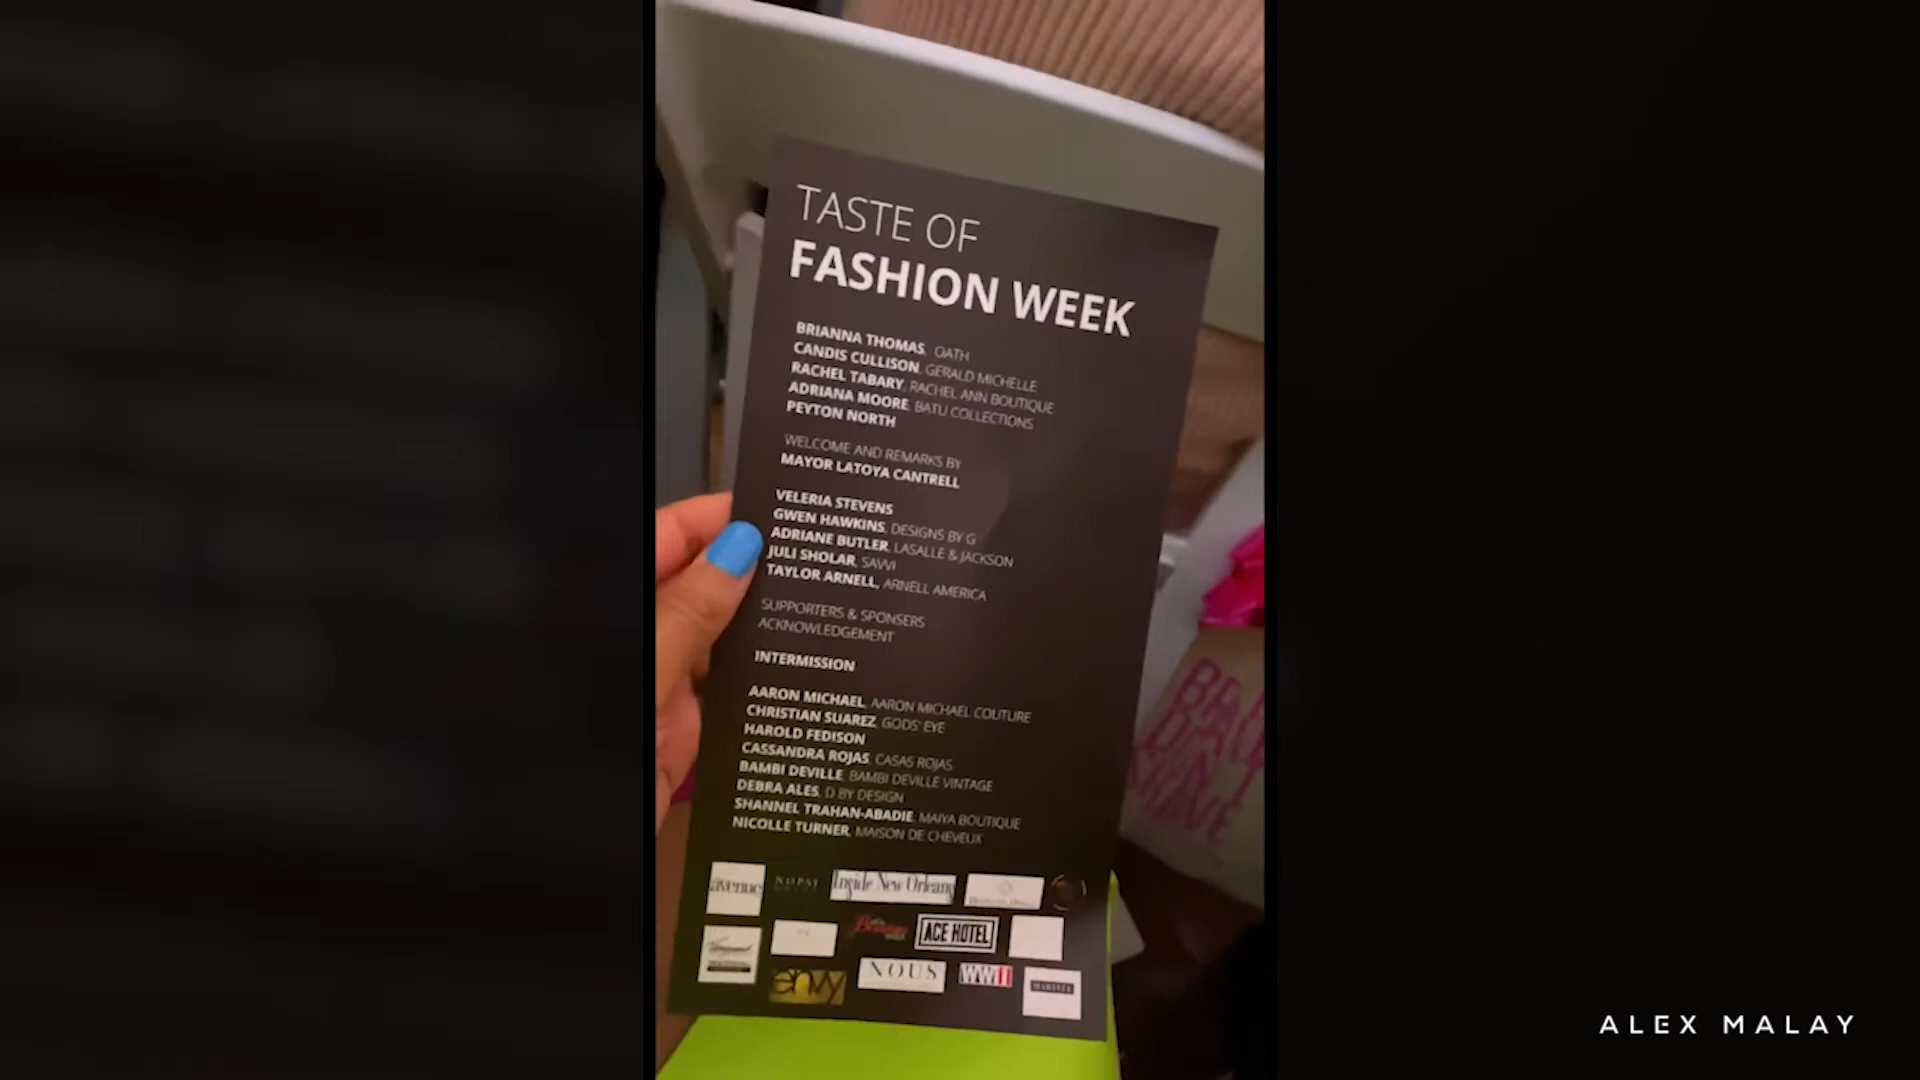 TASTE OF
FASHION WEEK
BRIANNA THOMAS, OATH
CANDIS CULLISON, GERALD MICHELLE
RACHEL TABARY, RACHEL ANN BOUTIQUE
ADRIANA MOORE, BATU COLLECTIONS
PEYTON NORTH
WELCOME AND REMARKS BY
MAYOR LATOYA CANTRELL
VELERIA STEVENS
GWEN HAWKINS, DESIGNS BY G
ADRIANE BUTLER, LASALLE & JACKSON
JULI SHOLAR, SAVVI
TAYLOR ARNELL, ARNELL AMERICA
SUPPORTERS & SPONSERS
ACKNOWLEDGEMENT
INTERMISSION
AARON MICHAEL, AARON MICHAEL COUTURE
CHRISTIAN SUAREZ, GODS' EYE
HAROLD FEDISON
CASSANDRA ROJAS, CASAS ROJAS
BAMBI DEVILLE, BAMBI DEVILLE VINTAGE
DEBRA ALES, D BY DESIGN
SHANNEL TRAHAN-ABADIE, MAIYA BOUTIQUE
NICOLLE TURNER, MAISON DE CHEVEUX
avenue NOPSI Inside New Orleans
ACE HOTEL
envy NOUS WWII
ALEX MALAY